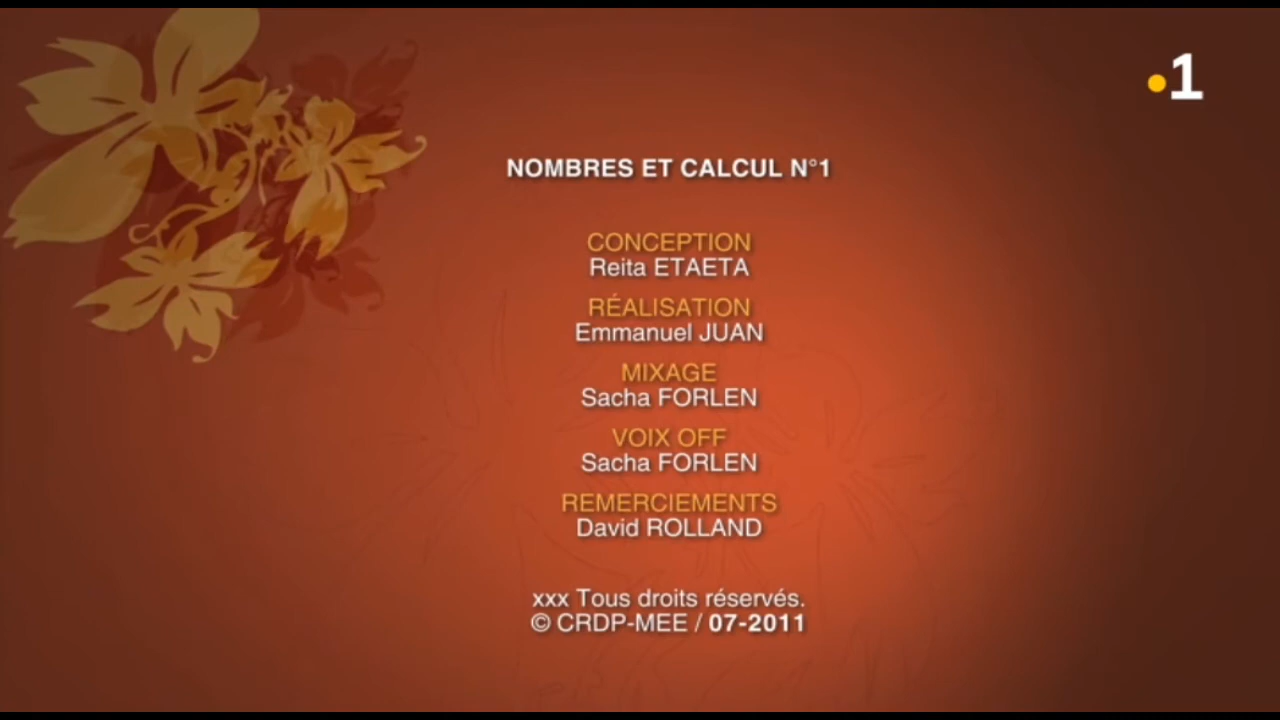 1
NOMBRES ET CALCUL N°1
CONCEPTION
Reita ETAETA
RÉALISATION
Emmanuel JUAN
MIXAGE
Sacha FORLEN
VOIX OFF
Sacha FORLEN
REMERCIEMENTS
David ROLLAND
xxx Tous droits réservés.
© CRDP-MEE / 07-2011